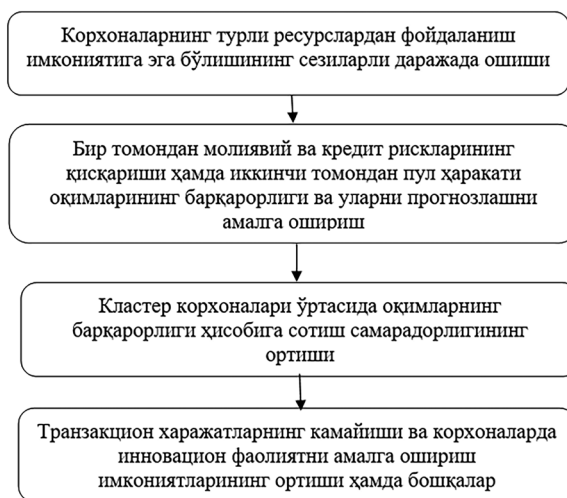 Корхоналарнинг турли ресурслардан фойдаланиш
имкониятига эга бўлишининг сезиларли даражада ошиши
Бир томондан молиявий ва кредит рискларининг
қисқариши ҳамда иккинчи томондан пул ҳаракати
оқимларининг барқарорлиги ва уларни прогнозлашни
амалга ошириш
Кластер корхоналари ўртасида оқимларнинг
барқарорлиги ҳисобига сотиш самарадорлигининг
ортиши
Транзакцион харажатларнинг камайиши ва корхоналарда
инновацион фаолиятни амалга ошириш
имкониятларининг ортиши ҳамда бошқалар